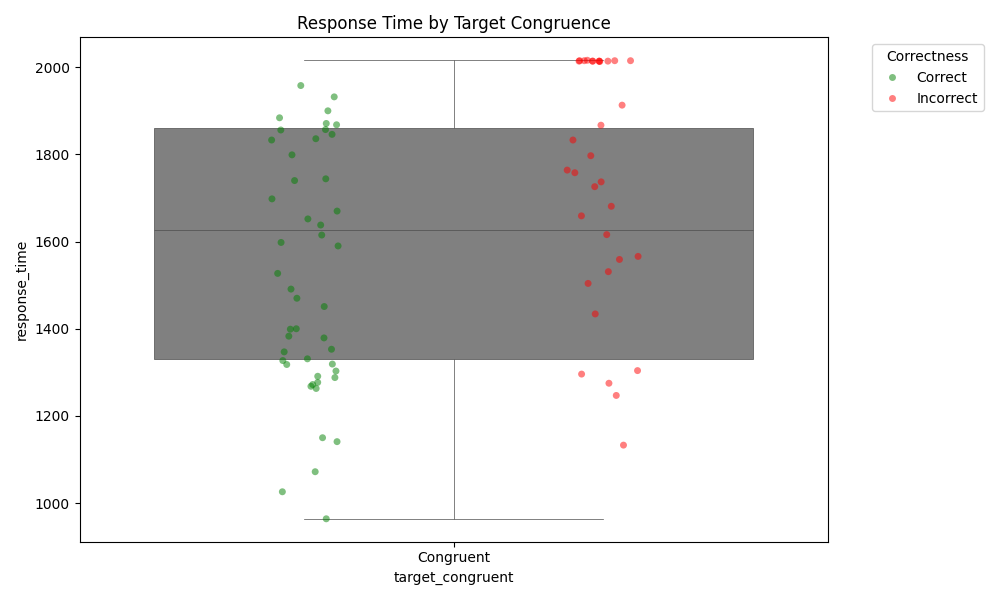 Response Time by Target Congruence
Correctness
Correct
Incorrect
response_time
2000
1800
1600
1400
1200
1000
Congruent
target_congruent